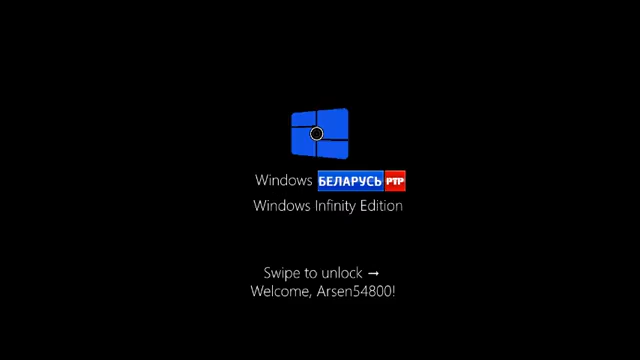 Windows БЕЛАРУСЬ РТР
Windows Infinity Edition
Swipe to unlock →
Welcome, Arsen54800!